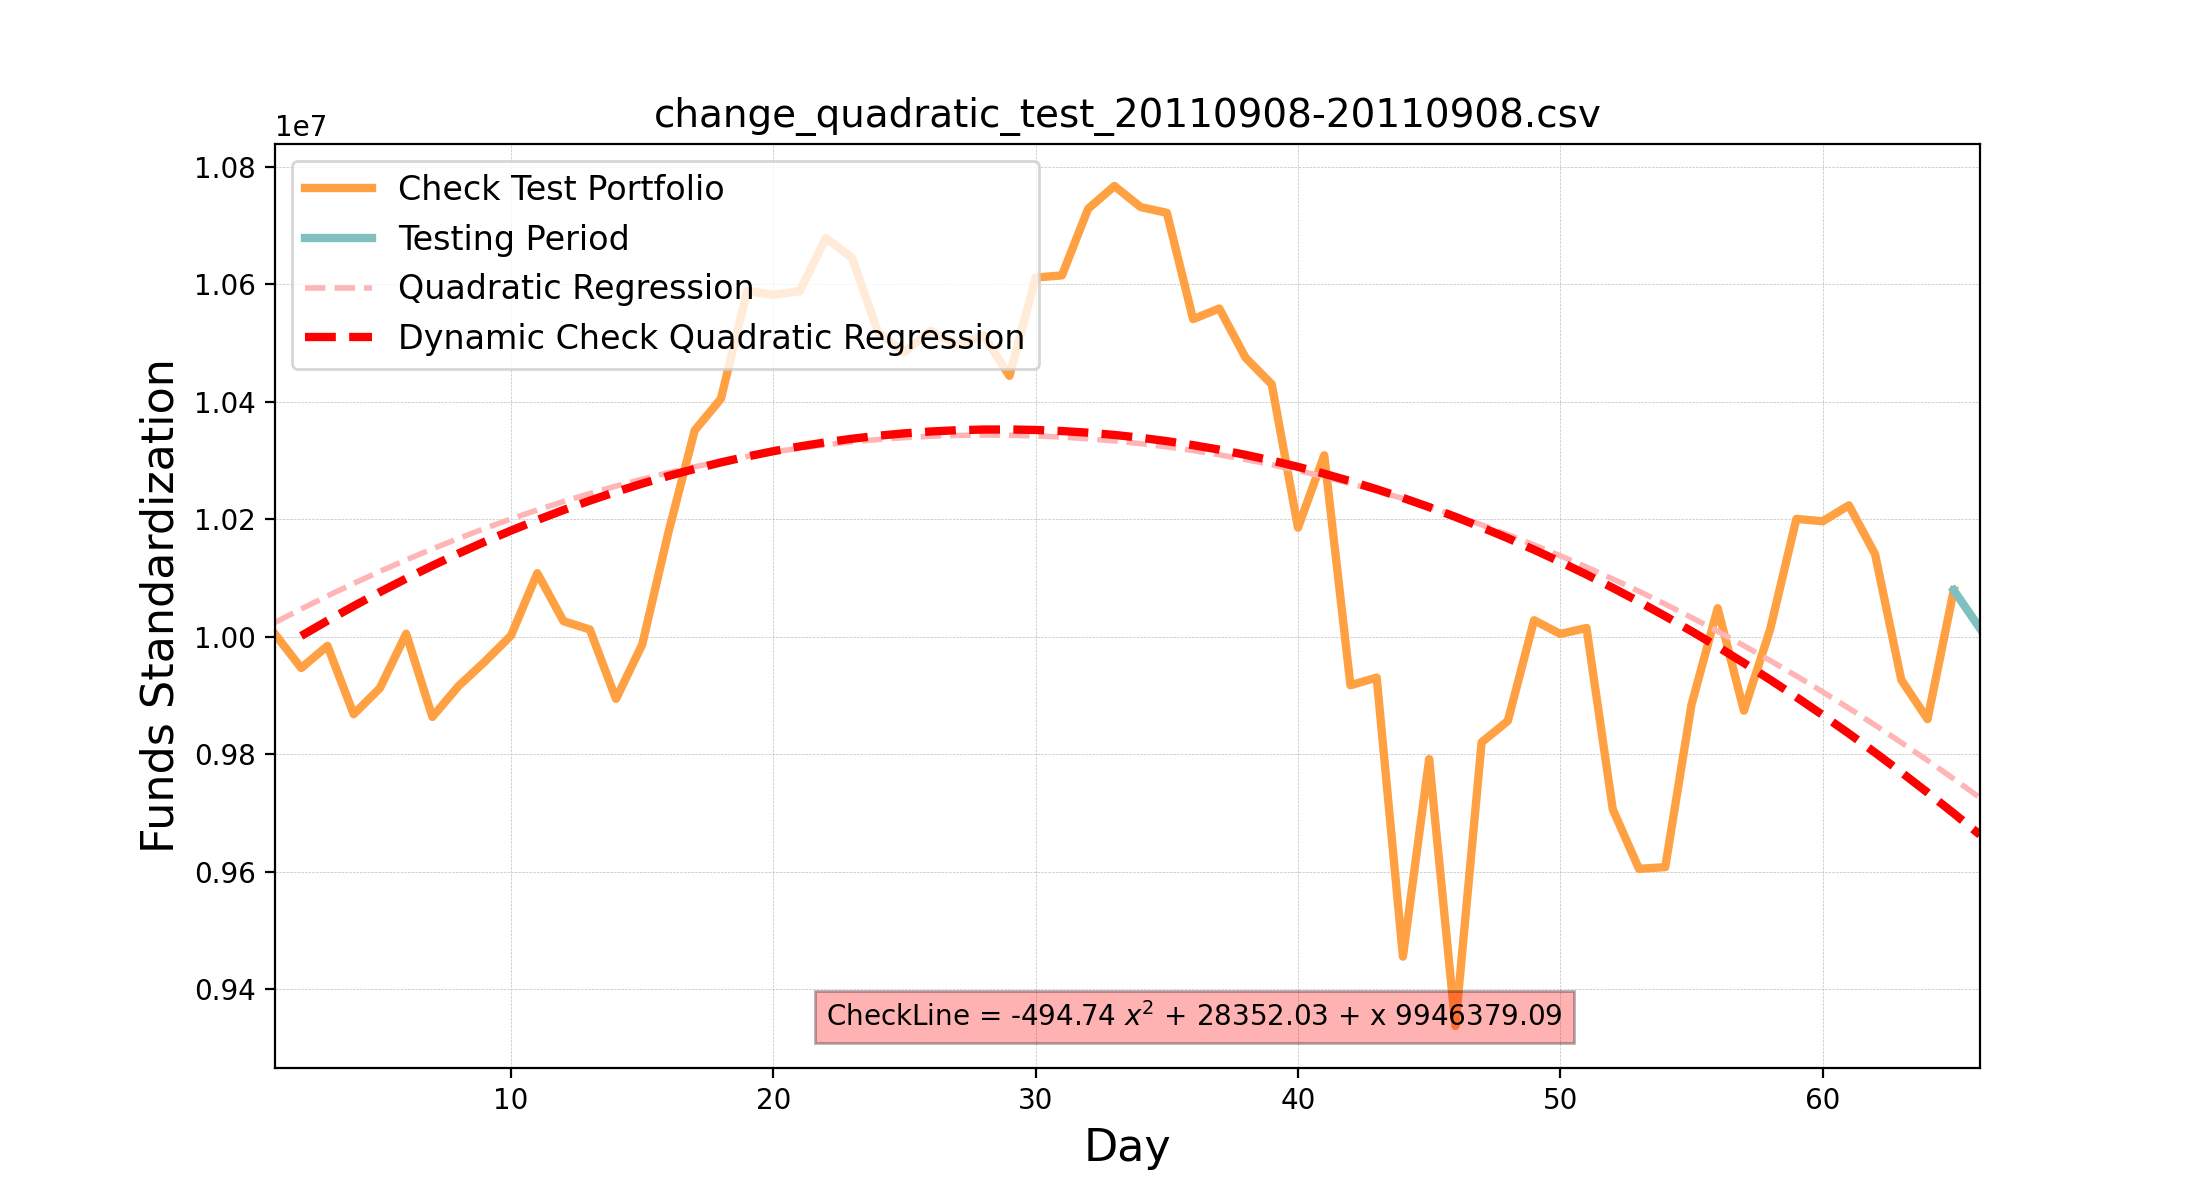 change_quadratic_test_20110908-20110908.csv
1e7
1.08
1.06
1.04
1.02
1.00
0.98
0.96
0.94
Funds Standardization
Check Test Portfolio
Testing Period
Quadratic Regression
Dynamic Check Quadratic Regression
CheckLine = -494.74 x² + 28352.03 + x 9946379.09
10 20 30 40 50 60
Day